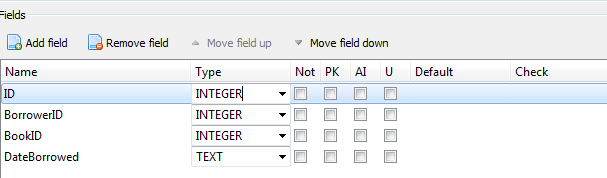 Fields
Add field Remove field Move field up Move field down
Name Type Not PK AI U Default Check
ID INTEGER
BorrowerID INTEGER
BookID INTEGER
DateBorrowed TEXT